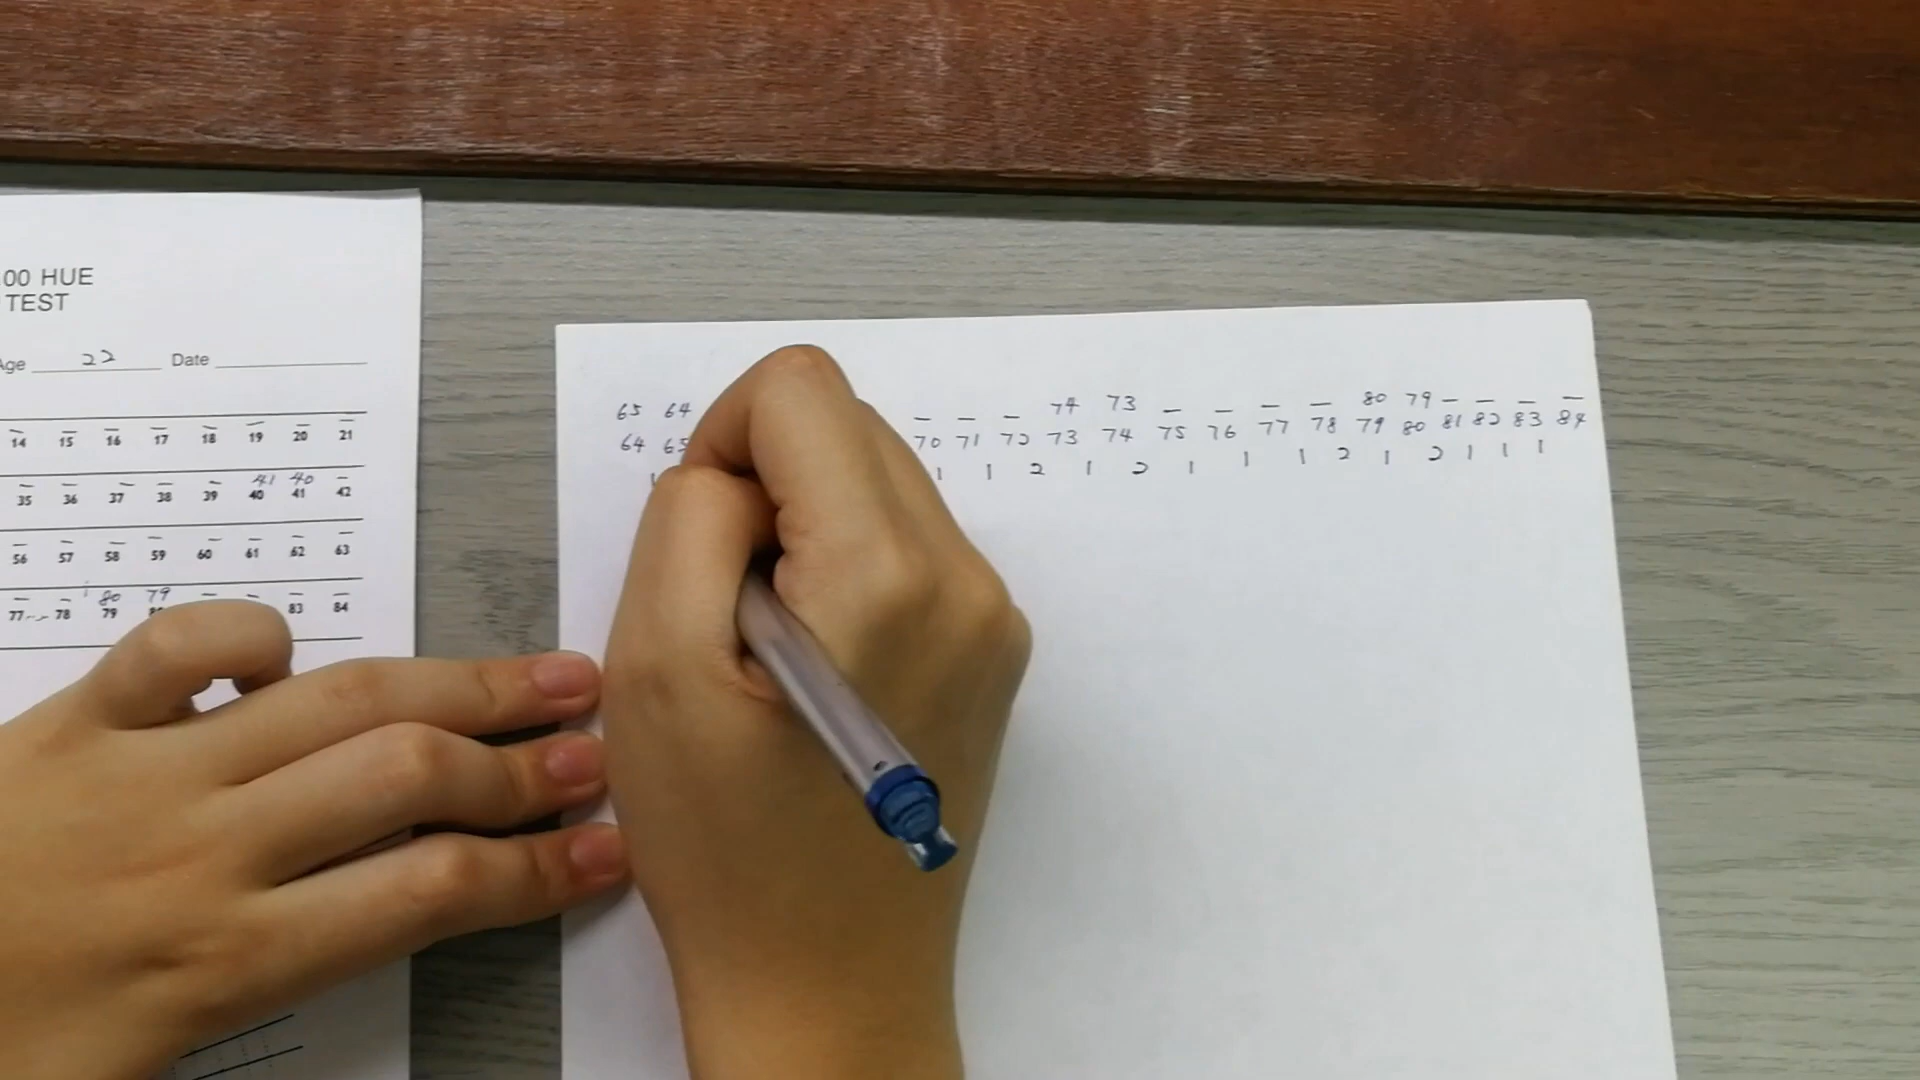 00 HUE
TEST
Age 22 Date
14 15 16 17 18 19 20 21
41 40
35 36 37 38 39 40 41 42
56 57 58 59 60 61 62 63
80 79
77 78 79 83 84
65 64 — — — 74 73 — — — — 80 79 — — — —
64 65 70 71 72 73 74 75 76 77 78 79 80 81 82 83 84
1 1 1 2 1 2 1 1 1 2 1 2 1 1 1